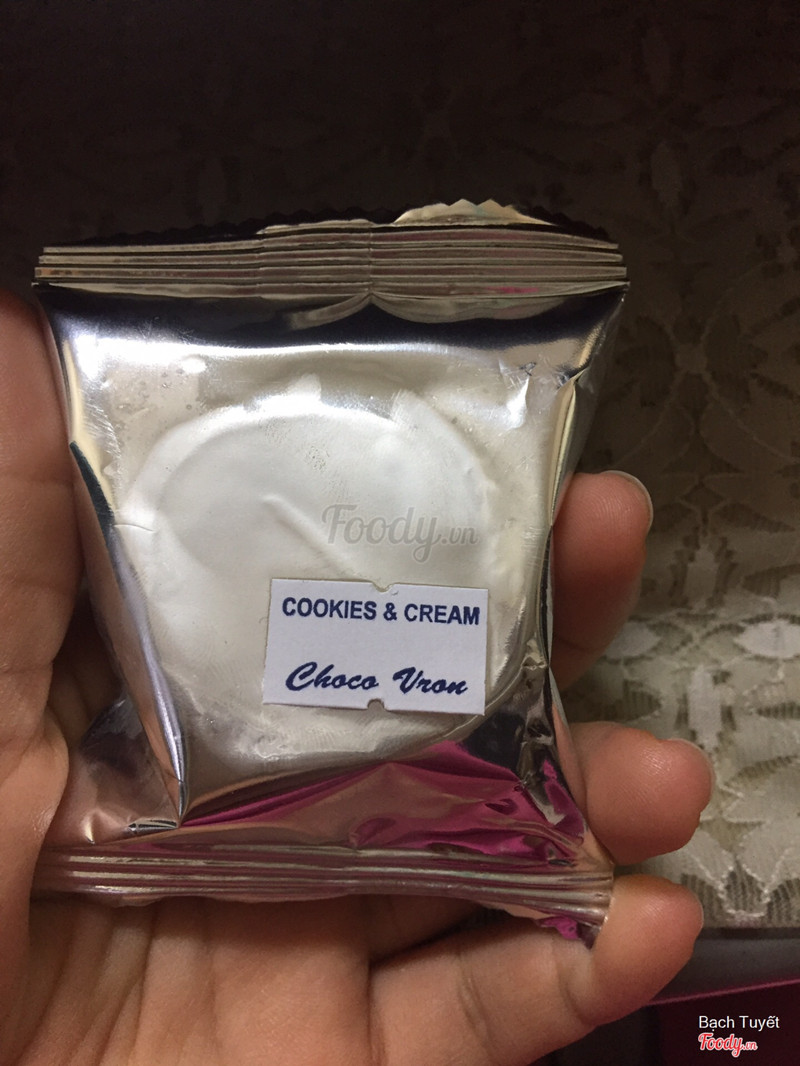 Foody.vn
COOKIES & CREAM
Choco Vron
Bạch Tuyết
Foody.vn